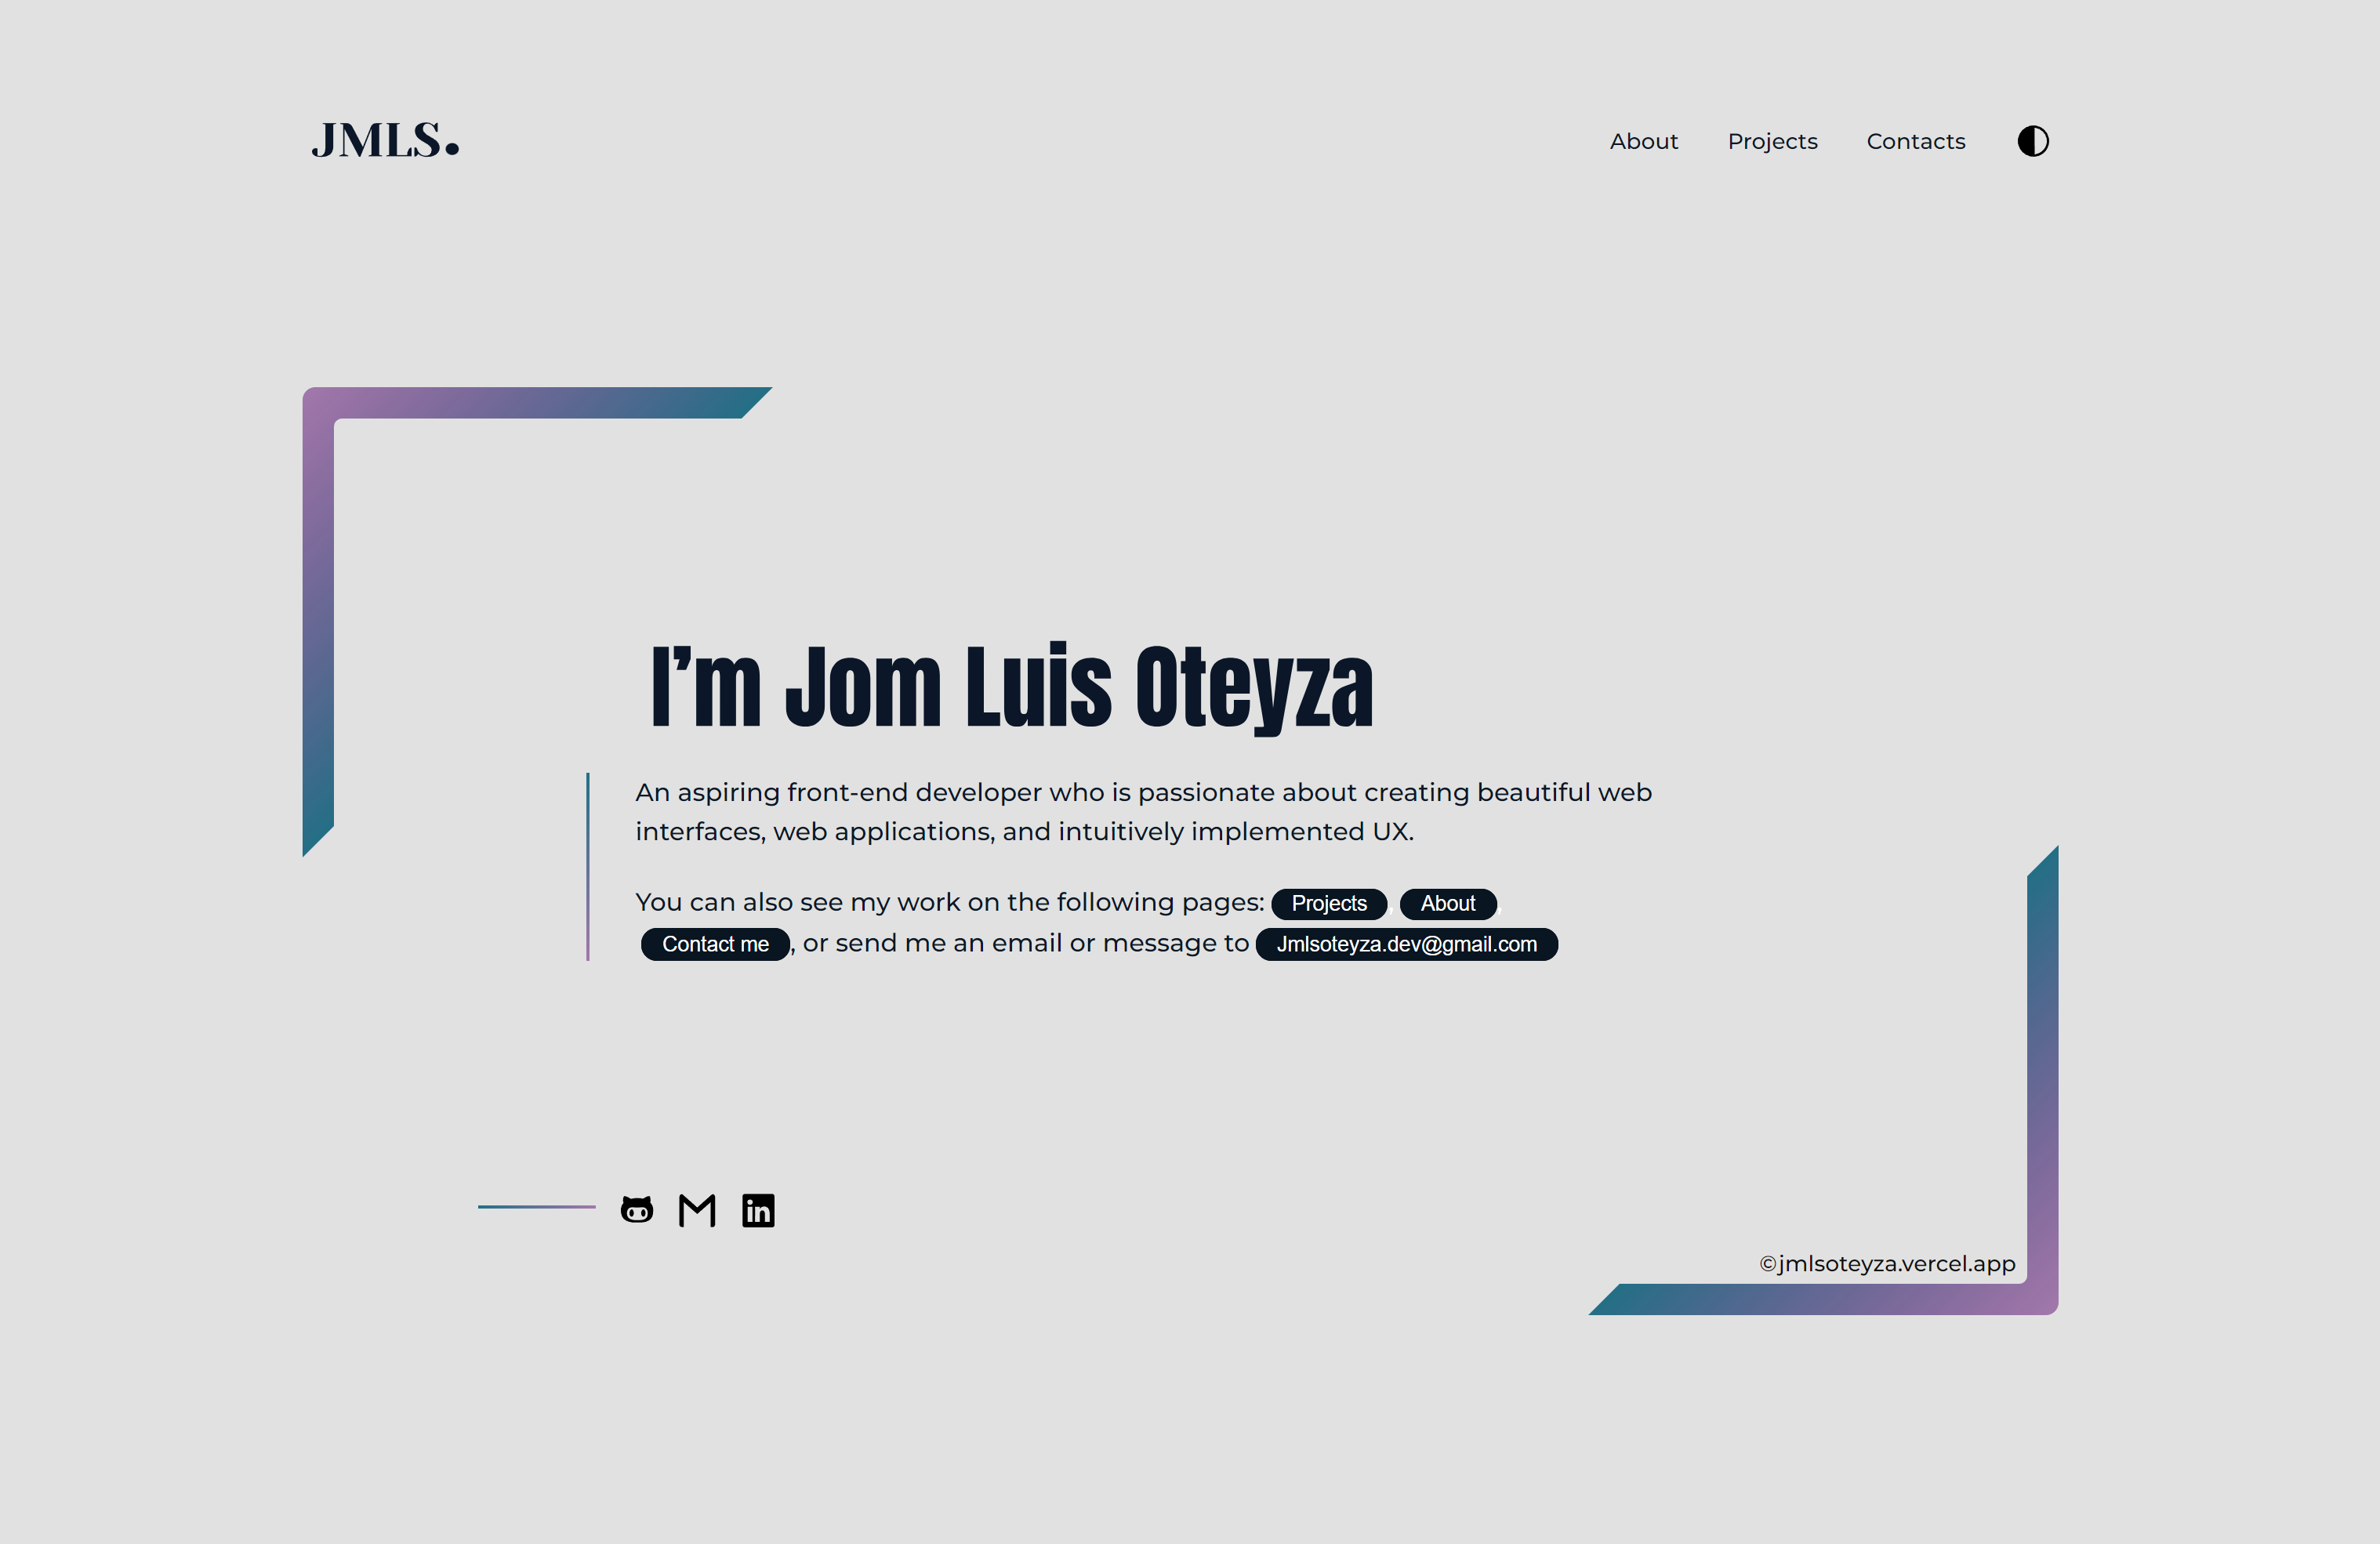 JMLS.
About Projects Contacts
I’m Jom Luis Oteyza
An aspiring front-end developer who is passionate about creating beautiful web
interfaces, web applications, and intuitively implemented UX.
You can also see my work on the following pages: Projects, About,
Contact me, or send me an email or message to Jmlsoteyza.dev@gmail.com
in
©jmlsoteyza.vercel.app